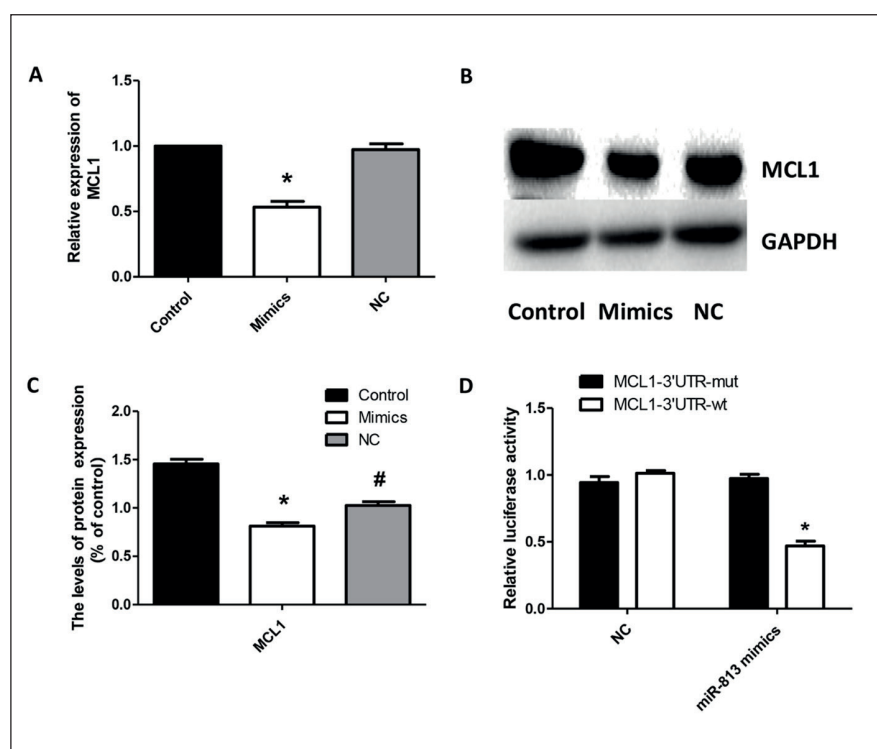 A
Relative expression of
MCL1
1.5
1.0
0.5
0.0
*
Control
Mimics
NC
B
MCL1
GAPDH
Control Mimics NC
C
The levels of protein expression
(% of control)
2.0
1.5
1.0
0.5
0.0
Control
Mimics
NC
*
#
MCL1
D
MCL1-3'UTR-mut
MCL1-3'UTR-wt
Relative luciferase activity
1.5
1.0
0.5
0.0
*
NC
miR-813 mimics